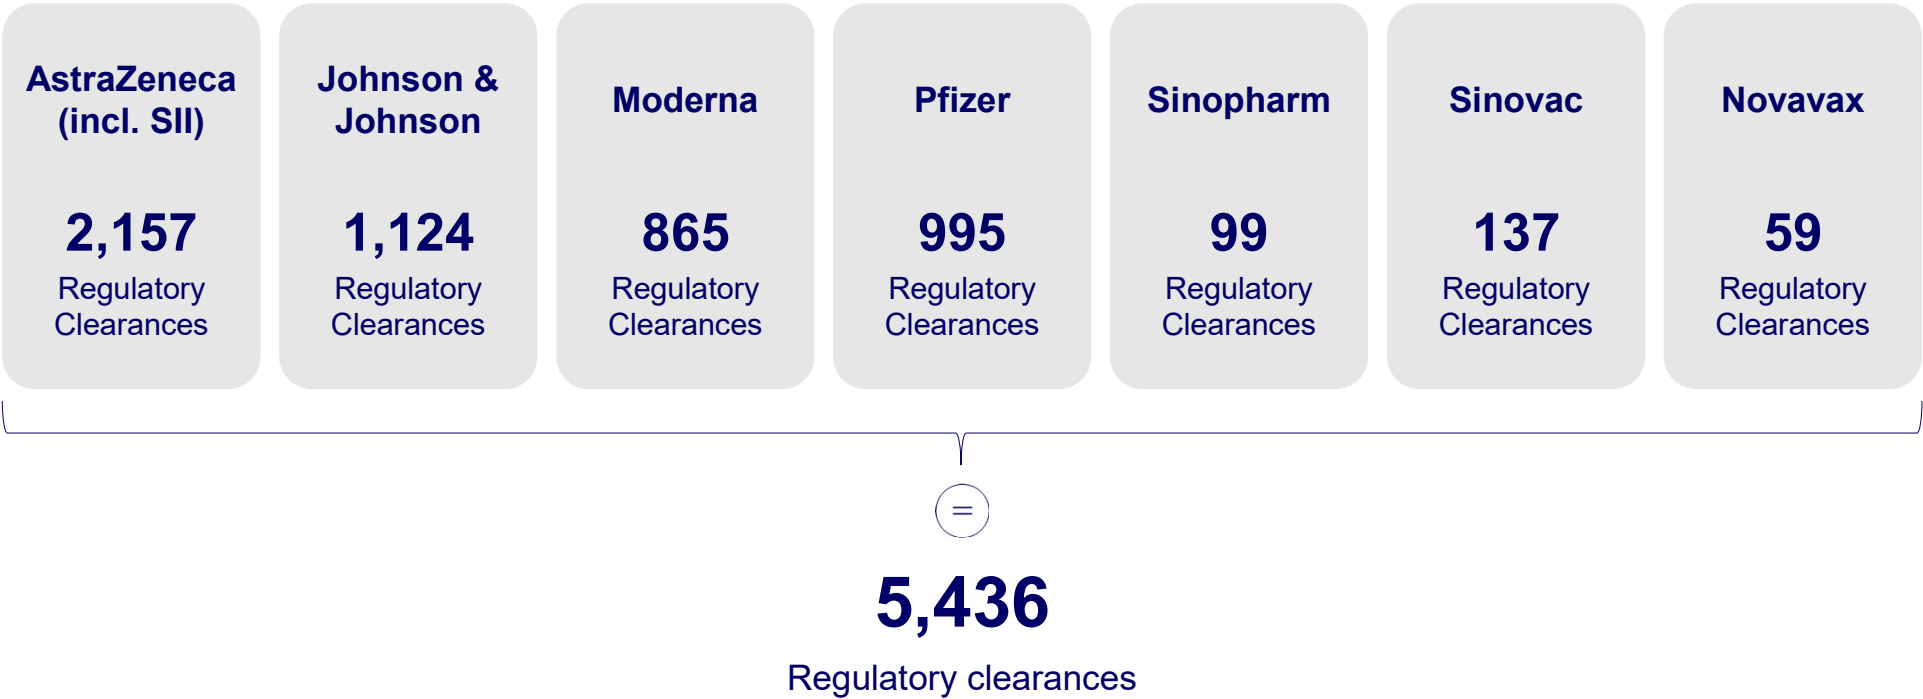 AstraZeneca
(incl. SII)
2,157
Regulatory
Clearances
Johnson &
Johnson
1,124
Regulatory
Clearances
Moderna
865
Regulatory
Clearances
Pfizer
995
Regulatory
Clearances
Sinopharm
99
Regulatory
Clearances
Sinovac
137
Regulatory
Clearances
Novavax
59
Regulatory
Clearances
=
5,436
Regulatory clearances